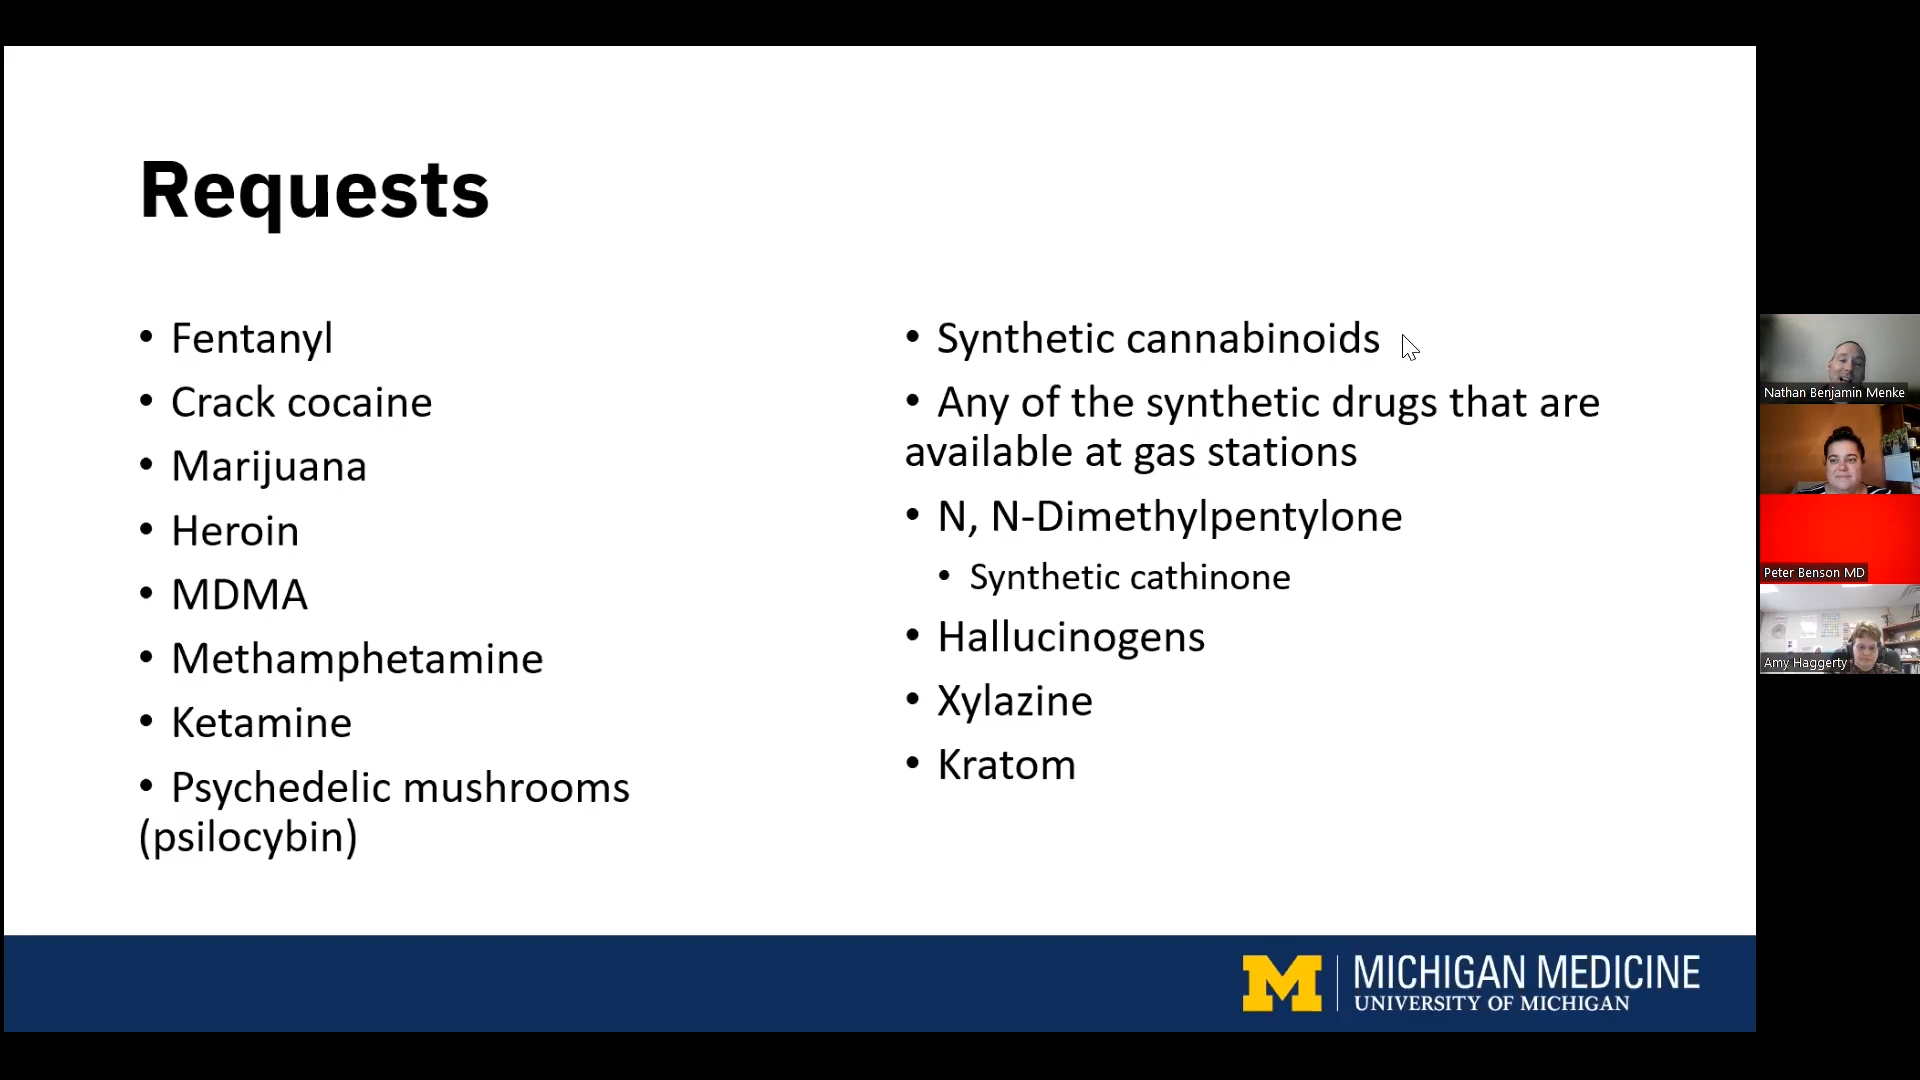 Requests
• Fentanyl
• Crack cocaine
• Marijuana
• Heroin
• MDMA
• Methamphetamine
• Ketamine
• Psychedelic mushrooms
(psilocybin)
• Synthetic cannabinoids
• Any of the synthetic drugs that are
available at gas stations
• N, N-Dimethylpentylone
• Synthetic cathinone
• Hallucinogens
• Xylazine
• Kratom
M
MICHIGAN MEDICINE
UNIVERSITY OF MICHIGAN
Nathan Benjamin Menke
Peter Benson MD
Amy Haggerty